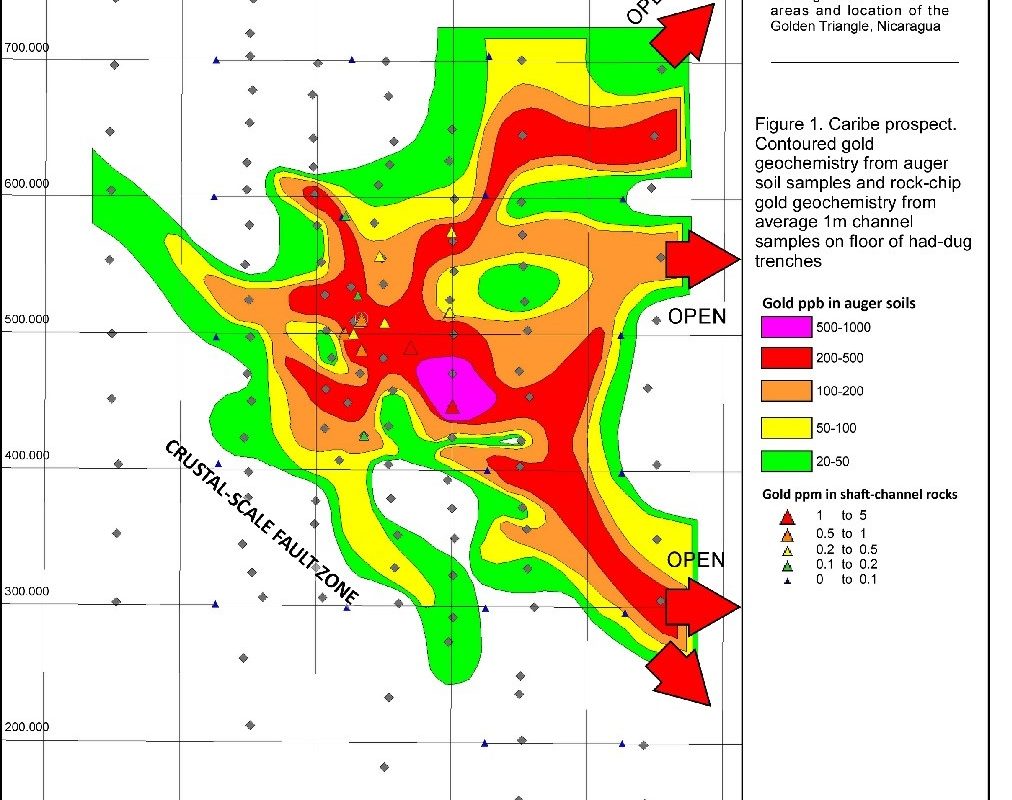 areas and location of the
Golden Triangle, Nicaragua
700.000
Figure 1. Caribe prospect.
Contoured gold
geochemistry from auger
soil samples and rock-chip
gold geochemistry from
average 1m channel
samples on floor of had-dug
trenches
600.000
500.000
OPEN
Gold ppb in auger soils
500-1000
200-500
100-200
50-100
20-50
400.000
CRUSTAL-SCALE FAULT ZONE
Gold ppm in shaft-channel rocks
1 to 5
0.5 to 1
0.2 to 0.5
0.1 to 0.2
0 to 0.1
OPEN
300.000
200.000